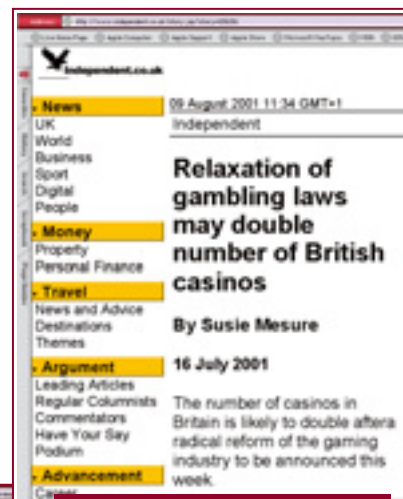 independent.co.uk
News
UK
World
Business
Sport
Digital
People
Money
Property
Personal Finance
Travel
News and Advice
Destinations
Themes
Argument
Leading Articles
Regular Columnists
Commentators
Have Your Say
Podium
Advancement
Career
09 August 2001 11:34 GMT+1
Independent
Relaxation of
gambling laws
may double
number of British
casinos
By Susie Mesure
16 July 2001
The number of casinos in
Britain is likely to double aftera
radical reform of the gaming
industry to be announced this
week.